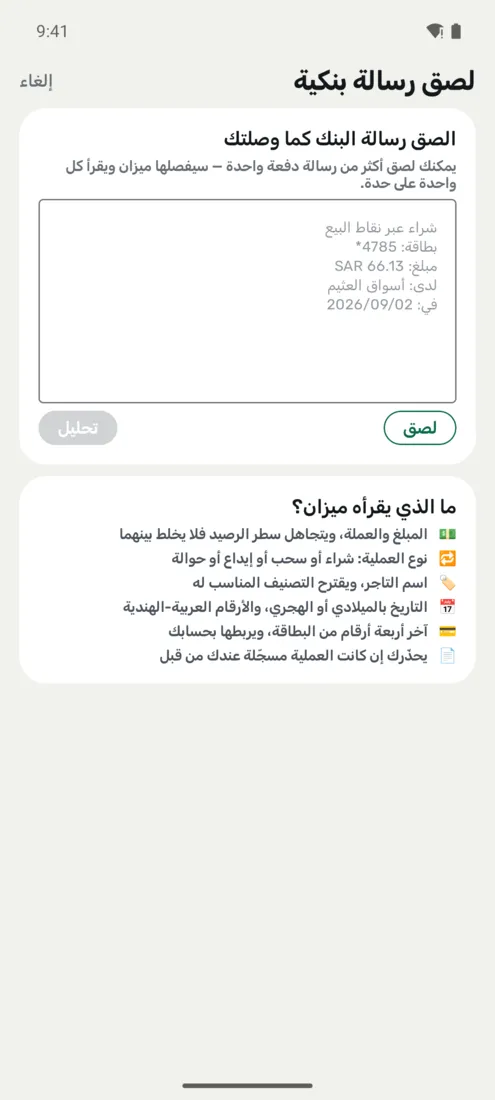 9:41
لصق رسالة بنكية
إلغاء
الصق رسالة البنك كما وصلتك
يمكنك لصق أكثر من رسالة دفعة واحدة — سيفصلها ميزان ويقرأ كل
واحدة على حدة.
شراء عبر نقاط البيع
بطاقة: 4785*
مبلغ: SAR 66.13
لدى: أسواق العثيم
في: 2026/09/02
لصق
تحليل
ما الذي يقرأه ميزان؟
المبلغ والعملة، ويتجاهل سطر الرصيد فلا يخلط بينهما
نوع العملية: شراء أو سحب أو إيداع أو حوالة
اسم التاجر، ويقترح التصنيف المناسب له
التاريخ بالميلادي أو الهجري، والأرقام العربية-الهندية
آخر أربعة أرقام من البطاقة، ويربطها بحسابك
يحذّرك إن كانت العملية مسجّلة عندك من قبل